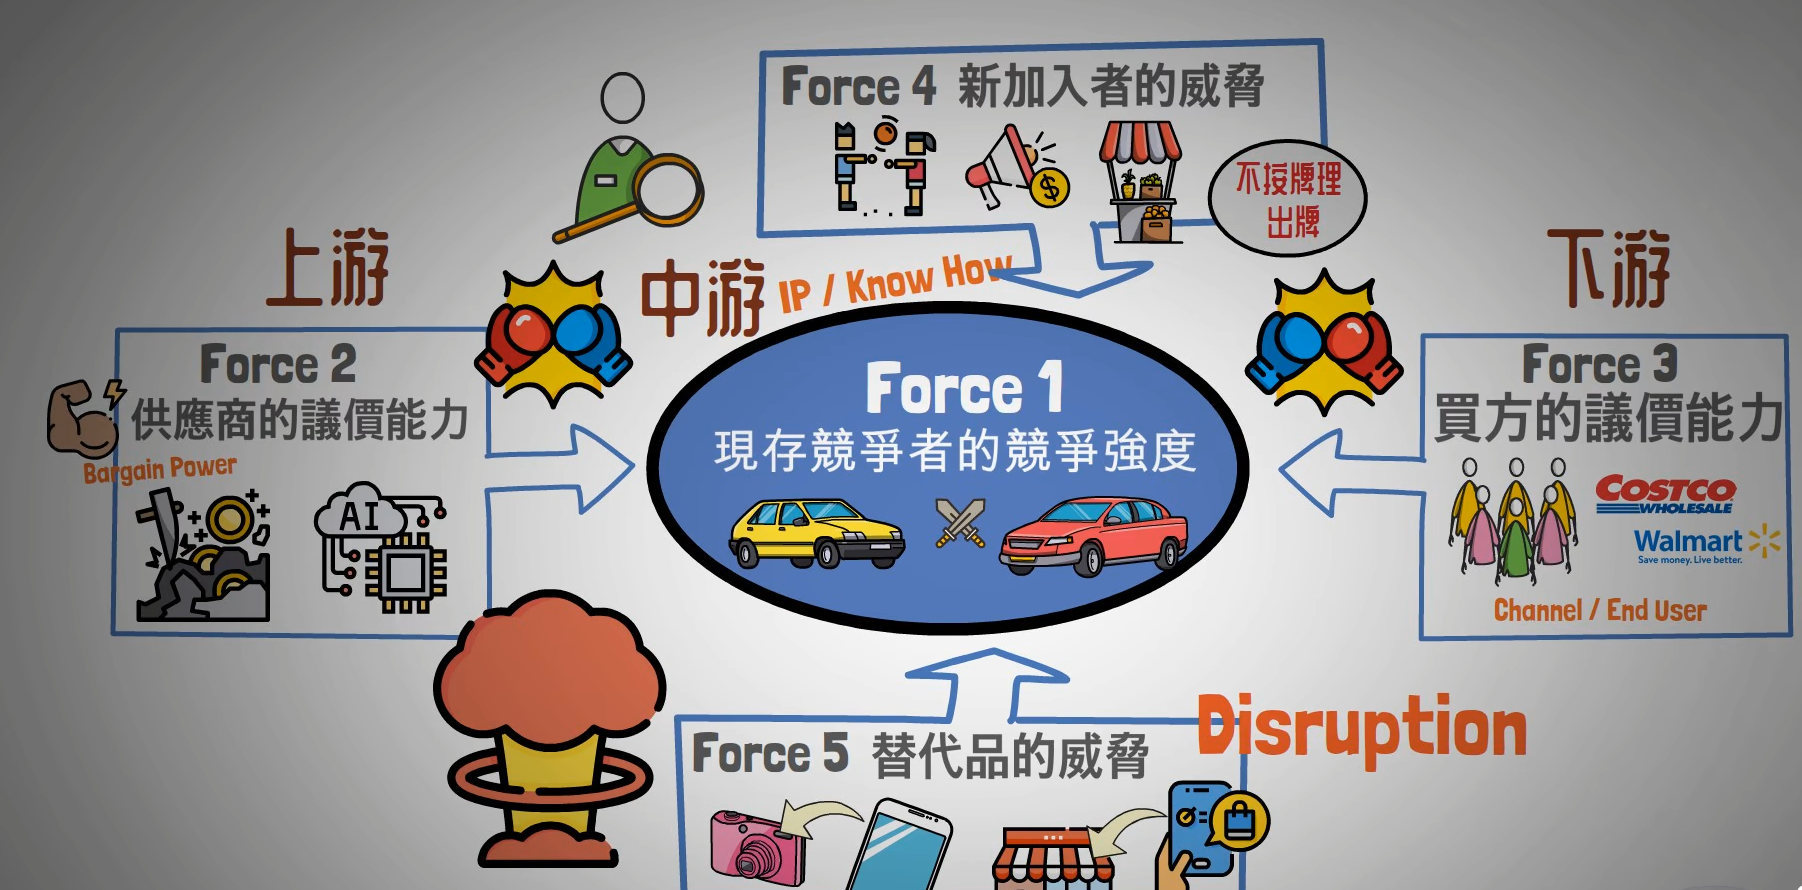 Force 4 新加入者的威脅
不按牌理
出牌
上游
中游 IP / Know How
下游
Force 2
供應商的議價能力
Bargain Power
AI
Force 1
現存競爭者的競爭強度
Force 3
買方的議價能力
COSTCO
WHOLESALE
Walmart
Save money. Live better.
Channel / End User
Disruption
Force 5 替代品的威脅